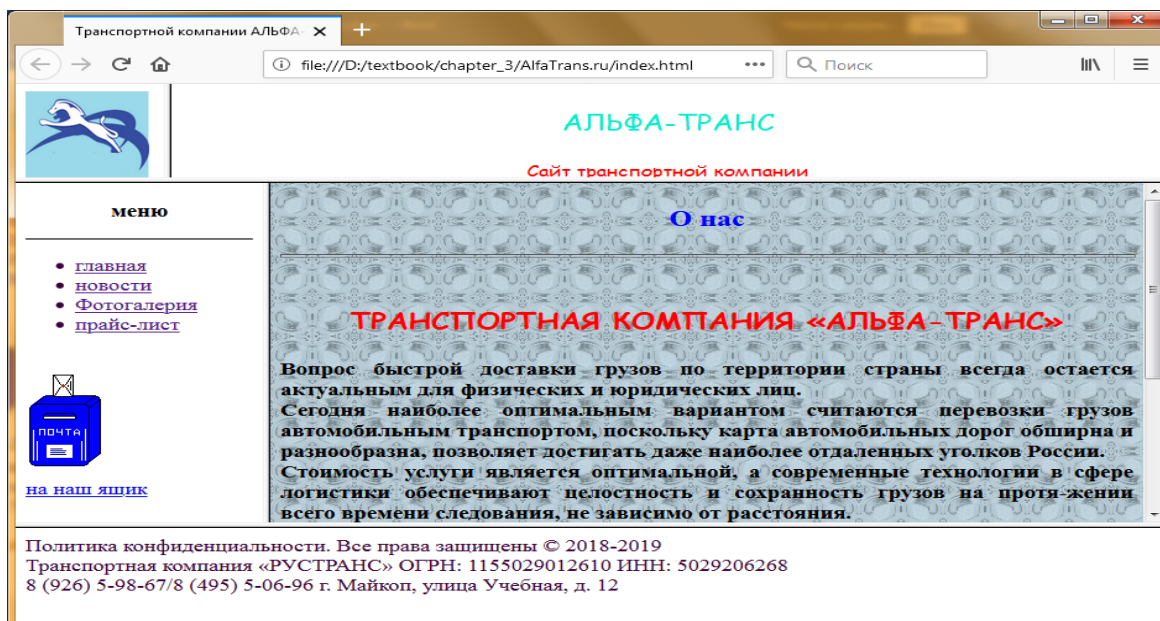 Транспортной компании АЛЬФА-
file:///D:/textbook/chapter_3/AlfaTrans.ru/index.html
Поиск
АЛЬФА-ТРАНС
Сайт транспортной компании
меню
главная
новости
Фотогалерия
прайс-лист
ПОЧТА
на наш ящик
О нас
ТРАНСПОРТНАЯ КОМПАНИЯ «АЛЬФА-ТРАНС»
Вопрос быстрой доставки грузов по территории страны всегда остается
актуальным для физических и юридических лиц.
Сегодня наиболее оптимальным вариантом считаются перевозки грузов
автомобильным транспортом, поскольку карта автомобильных дорог обширна и
разнообразна, позволяет достигать даже наиболее отдаленных уголков России.
Стоимость услуги является оптимальной, а современные технологии в сфере
логистики обеспечивают целостность и сохранность грузов на протя-жении
всего времени следования, не зависимо от расстояния.
Политика конфиденциальности. Все права защищены © 2018-2019
Транспортная компания «РУСТРАНС» ОГРН: 1155029012610 ИНН: 5029206268
8 (926) 5-98-67/8 (495) 5-06-96 г. Майкоп, улица Учебная, д. 12